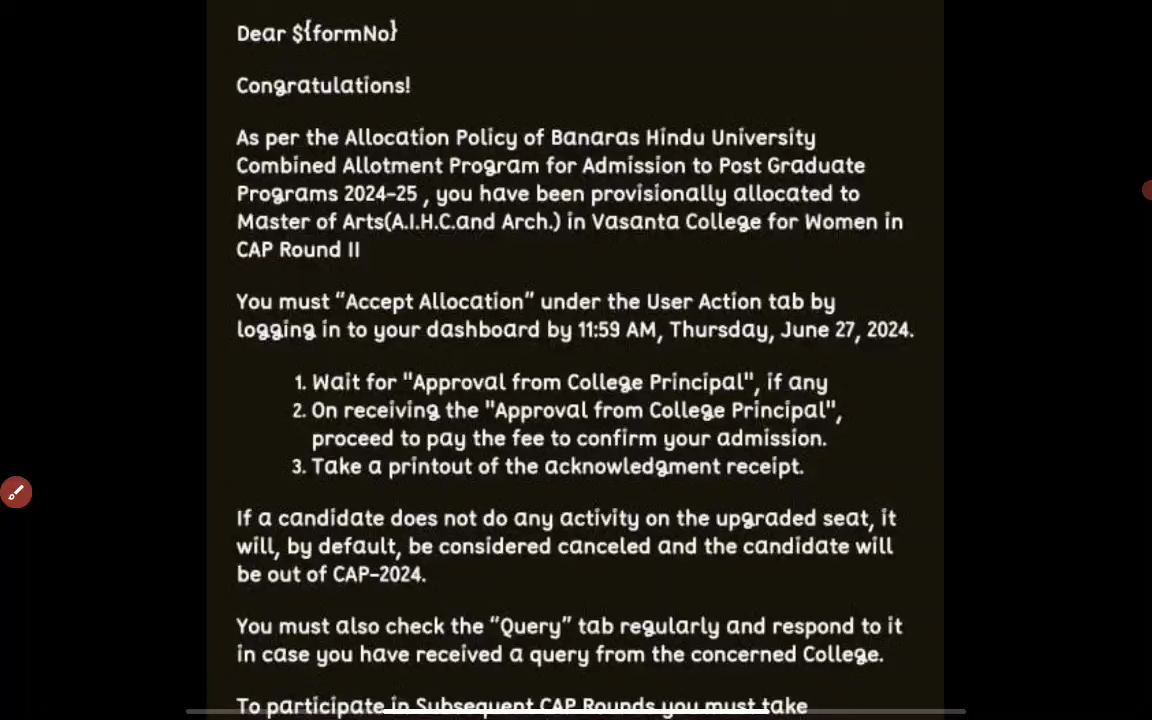 Dear ${formNo}
Congratulations!
As per the Allocation Policy of Banaras Hindu University
Combined Allotment Program for Admission to Post Graduate
Programs 2024-25 , you have been provisionally allocated to
Master of Arts(A.I.H.C.and Arch.) in Vasanta College for Women in
CAP Round II
You must “Accept Allocation” under the User Action tab by
logging in to your dashboard by 11:59 AM, Thursday, June 27, 2024.
1. Wait for "Approval from College Principal", if any
2. On receiving the "Approval from College Principal",
proceed to pay the fee to confirm your admission.
3. Take a printout of the acknowledgment receipt.
If a candidate does not do any activity on the upgraded seat, it
will, by default, be considered canceled and the candidate will
be out of CAP-2024.
You must also check the “Query” tab regularly and respond to it
in case you have received a query from the concerned College.
To participate in Subsequent CAP Rounds you must take